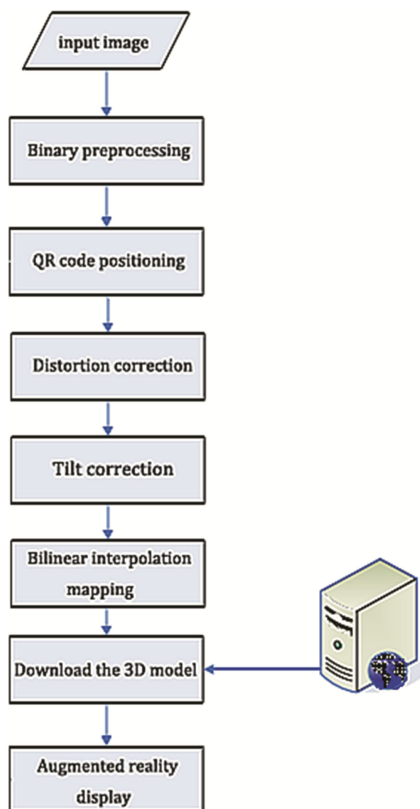 input image
Binary preprocessing
QR code positioning
Distortion correction
Tilt correction
Bilinear interpolation
mapping
Download the 3D model
Augmented reality
display